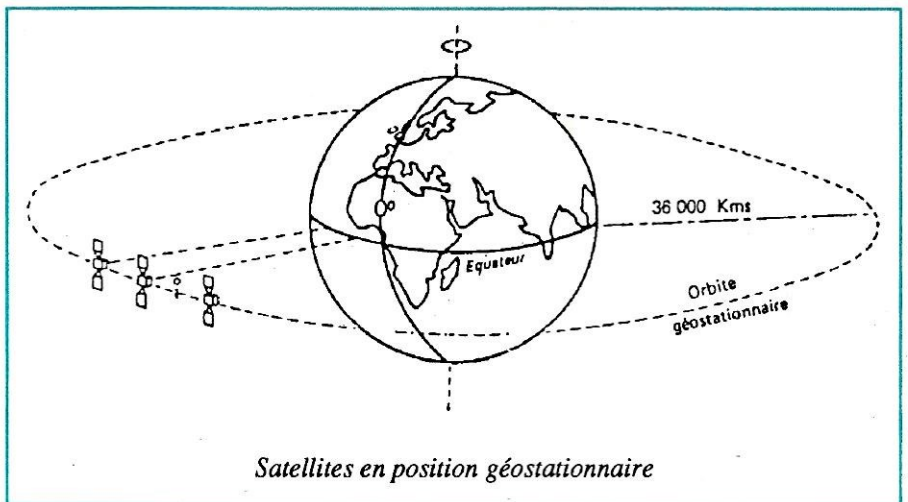 36 000 Kms
Equateur
Orbite
géostationnaire
Satellites en position géostationnaire